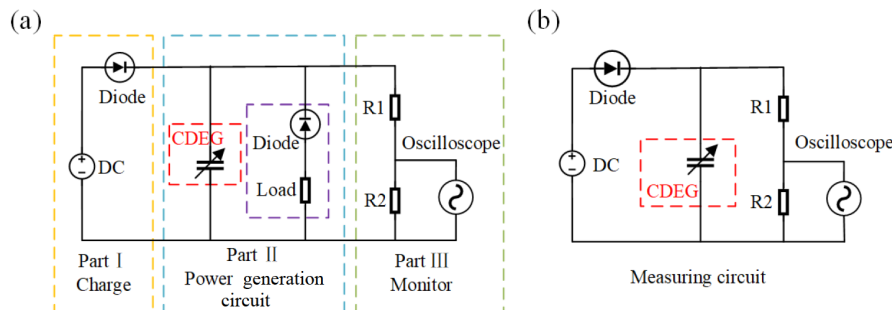 (a)
Diode
DC
CDEG
Diode
Load
R1
R2
Oscilloscope
Part Ⅰ
Charge
Part Ⅱ
Power generation
circuit
Part Ⅲ
Monitor
(b)
Diode
DC
CDEG
R1
R2
Oscilloscope
Measuring circuit